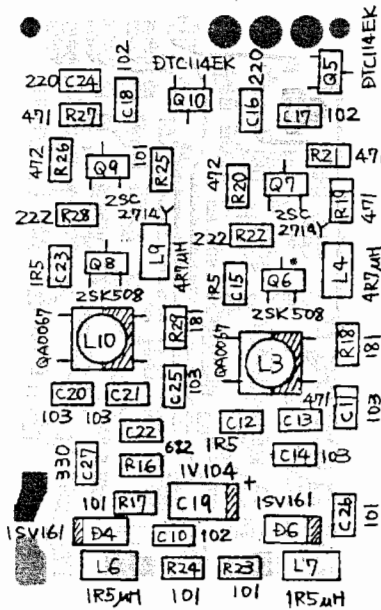 102
DTC114EK
220
DTC114EK
220 C24
C18
Q10
C16
Q5
471 R27
C17 102
472 R26
Q9
101 R25
R21 471
472 R20
Q7
R19 471
2SC
2714Y
2SC
2714Y
222 R28
222 R22
L9
4R7μH
L4
4R7μH
1R5 C23
Q8
1R5 C15
Q6 *
2SK508
2SK508
QA0067
L10
R29 181
QA0067
L3
R18 181
C20
C21
C25 103
103 103
C12
471
C13
C11 103
C22
682
1R5
330 C27
R16
C14 103
1V104
101 R17
C19 +
1SV161
C26 101
1SV161
D4
C10 102
D6
L6
R24
R23
L7
1R5μH
101
101
1R5μH